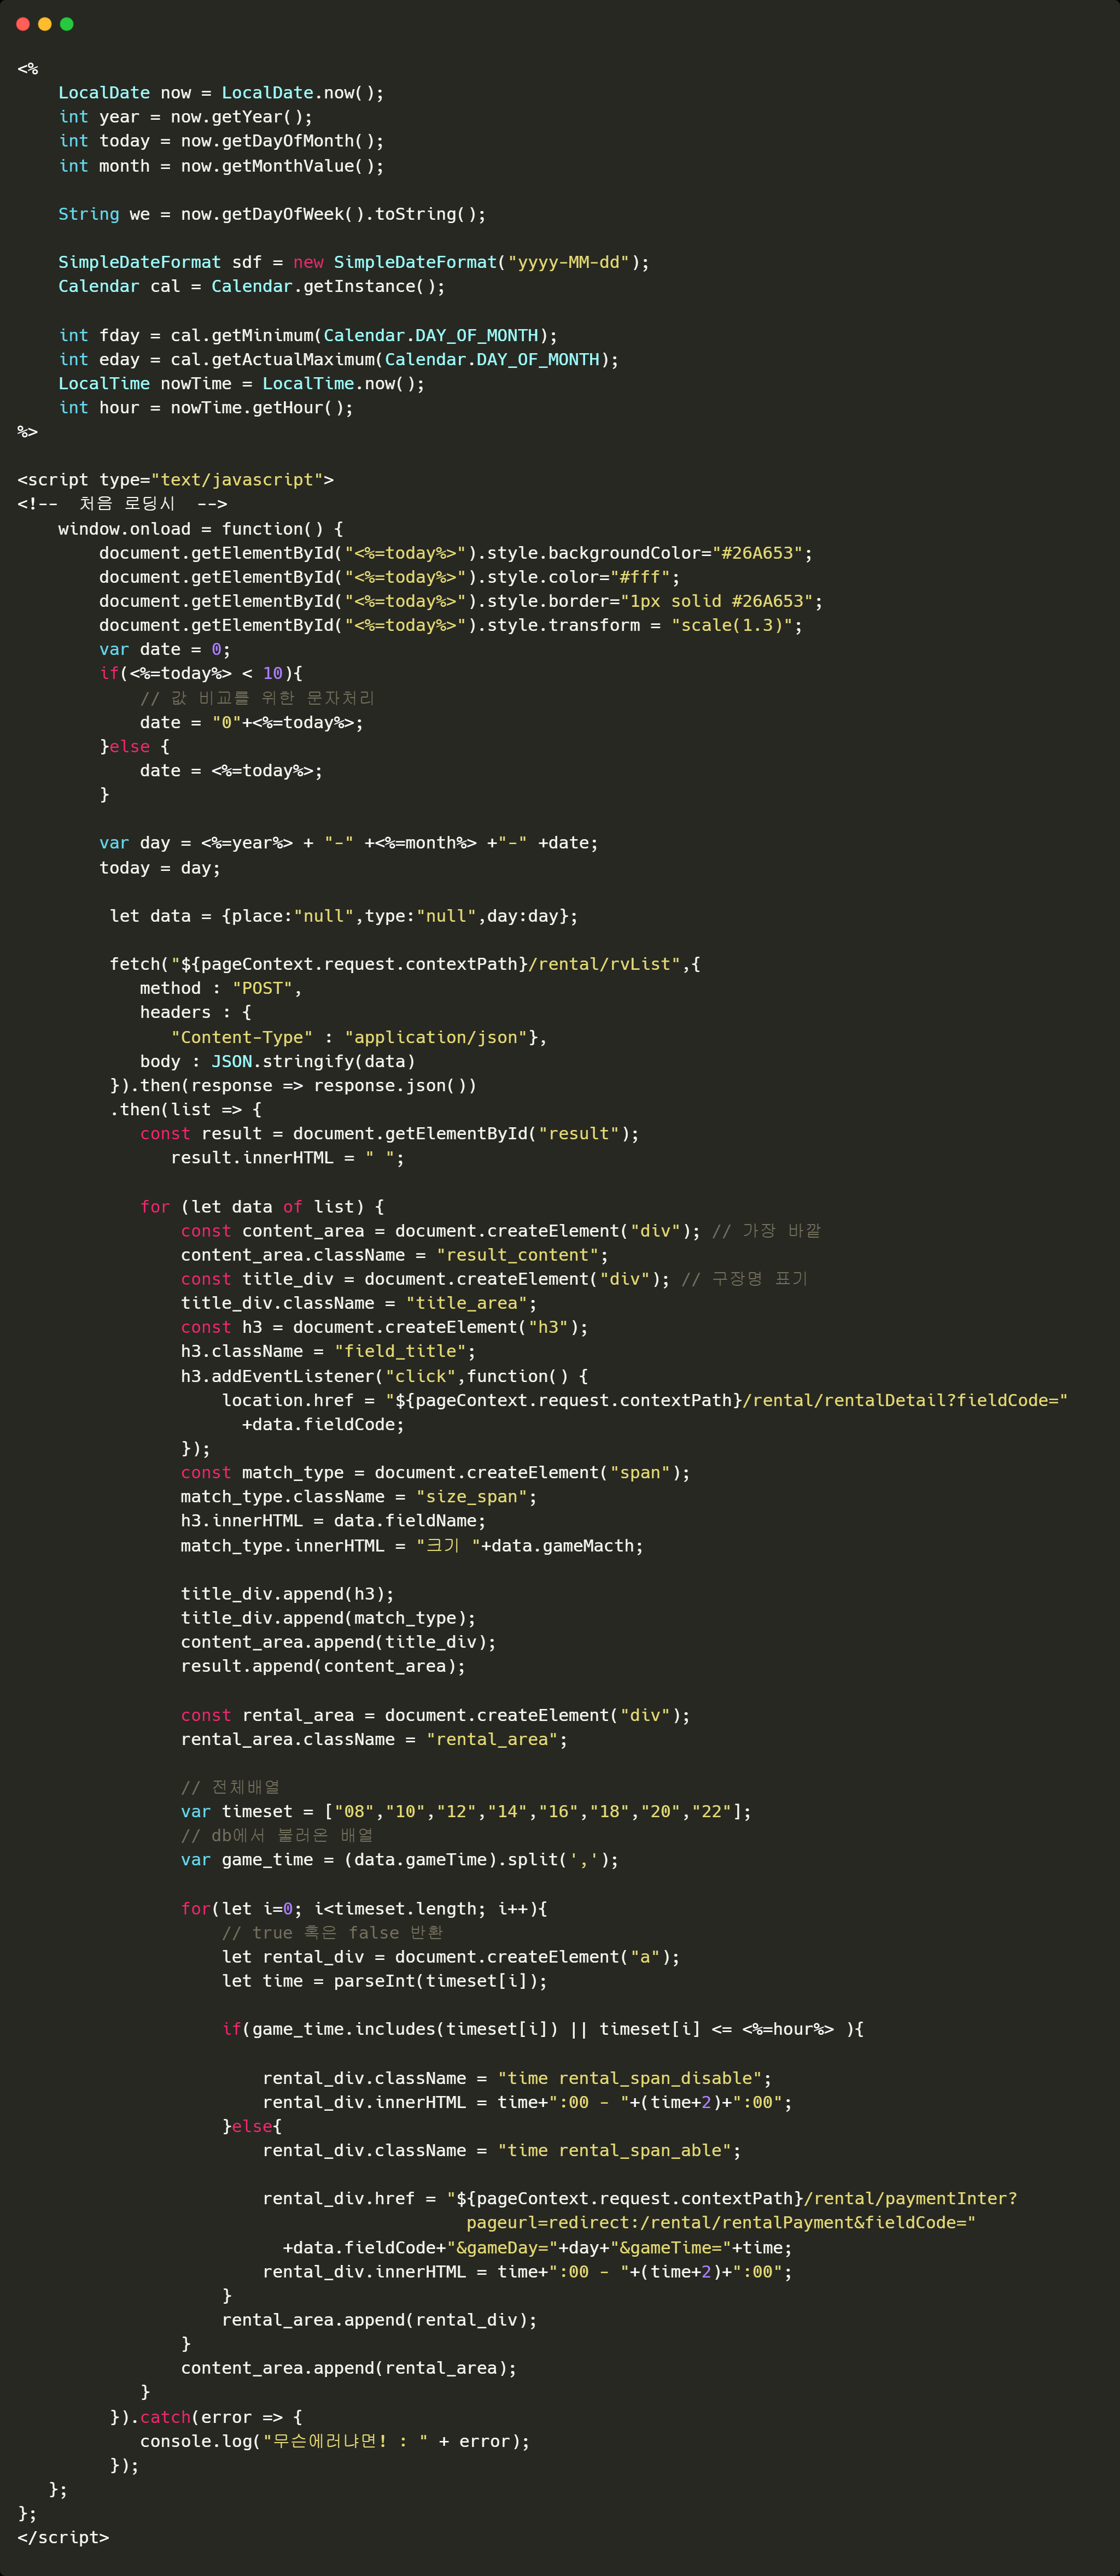 <%
    LocalDate now = LocalDate.now();
    int year = now.getYear();
    int today = now.getDayOfMonth();
    int month = now.getMonthValue();

    String we = now.getDayOfWeek().toString();

    SimpleDateFormat sdf = new SimpleDateFormat("yyyy-MM-dd");
    Calendar cal = Calendar.getInstance();

    int fday = cal.getMinimum(Calendar.DAY_OF_MONTH);
    int eday = cal.getActualMaximum(Calendar.DAY_OF_MONTH);
    LocalTime nowTime = LocalTime.now();
    int hour = nowTime.getHour();
%>

<script type="text/javascript">
<!--  처음 로딩시  -->
    window.onload = function() {
        document.getElementById("<%=today%>").style.backgroundColor="#26A653";
        document.getElementById("<%=today%>").style.color="#fff";
        document.getElementById("<%=today%>").style.border="1px solid #26A653";
        document.getElementById("<%=today%>").style.transform = "scale(1.3)";
        var date = 0;
        if(<%=today%> < 10){
            // 값 비교를 위한 문자처리
            date = "0"+<%=today%>;
        }else {
            date = <%=today%>;
        }

        var day = <%=year%> + "-" +<%=month%> +"-" +date;
        today = day;

         let data = {place:"null",type:"null",day:day};

         fetch("${pageContext.request.contextPath}/rental/rvList",{
            method : "POST",
            headers : {
               "Content-Type" : "application/json"},
            body : JSON.stringify(data)
         }).then(response => response.json())
         .then(list => {
            const result = document.getElementById("result");
               result.innerHTML = " ";

            for (let data of list) {
                const content_area = document.createElement("div"); // 가장 바깥
                content_area.className = "result_content";
                const title_div = document.createElement("div"); // 구장명 표기
                title_div.className = "title_area";
                const h3 = document.createElement("h3");
                h3.className = "field_title";
                h3.addEventListener("click",function() {
                    location.href = "${pageContext.request.contextPath}/rental/rentalDetail?fieldCode="
                      +data.fieldCode;
                });
                const match_type = document.createElement("span");
                match_type.className = "size_span";
                h3.innerHTML = data.fieldName;
                match_type.innerHTML = "크기 "+data.gameMacth;

                title_div.append(h3);
                title_div.append(match_type);
                content_area.append(title_div);
                result.append(content_area);

                const rental_area = document.createElement("div");
                rental_area.className = "rental_area";

                // 전체배열
                var timeset = ["08","10","12","14","16","18","20","22"];
                // db에서 불러온 배열
                var game_time = (data.gameTime).split(',');

                for(let i=0; i<timeset.length; i++){
                    // true 혹은 false 반환
                    let rental_div = document.createElement("a");
                    let time = parseInt(timeset[i]);

                    if(game_time.includes(timeset[i]) || timeset[i] <= <%=hour%> ){

                        rental_div.className = "time rental_span_disable";
                        rental_div.innerHTML = time+":00 - "+(time+2)+":00";
                    }else{
                        rental_div.className = "time rental_span_able";

                        rental_div.href = "${pageContext.request.contextPath}/rental/paymentInter?
                                            pageurl=redirect:/rental/rentalPayment&fieldCode="
                          +data.fieldCode+"&gameDay="+day+"&gameTime="+time;
                        rental_div.innerHTML = time+":00 - "+(time+2)+":00";
                    }
                    rental_area.append(rental_div);
                }
                content_area.append(rental_area);
            }
         }).catch(error => {
            console.log("무슨에러냐면! : " + error);
         });
   };
};
</script>